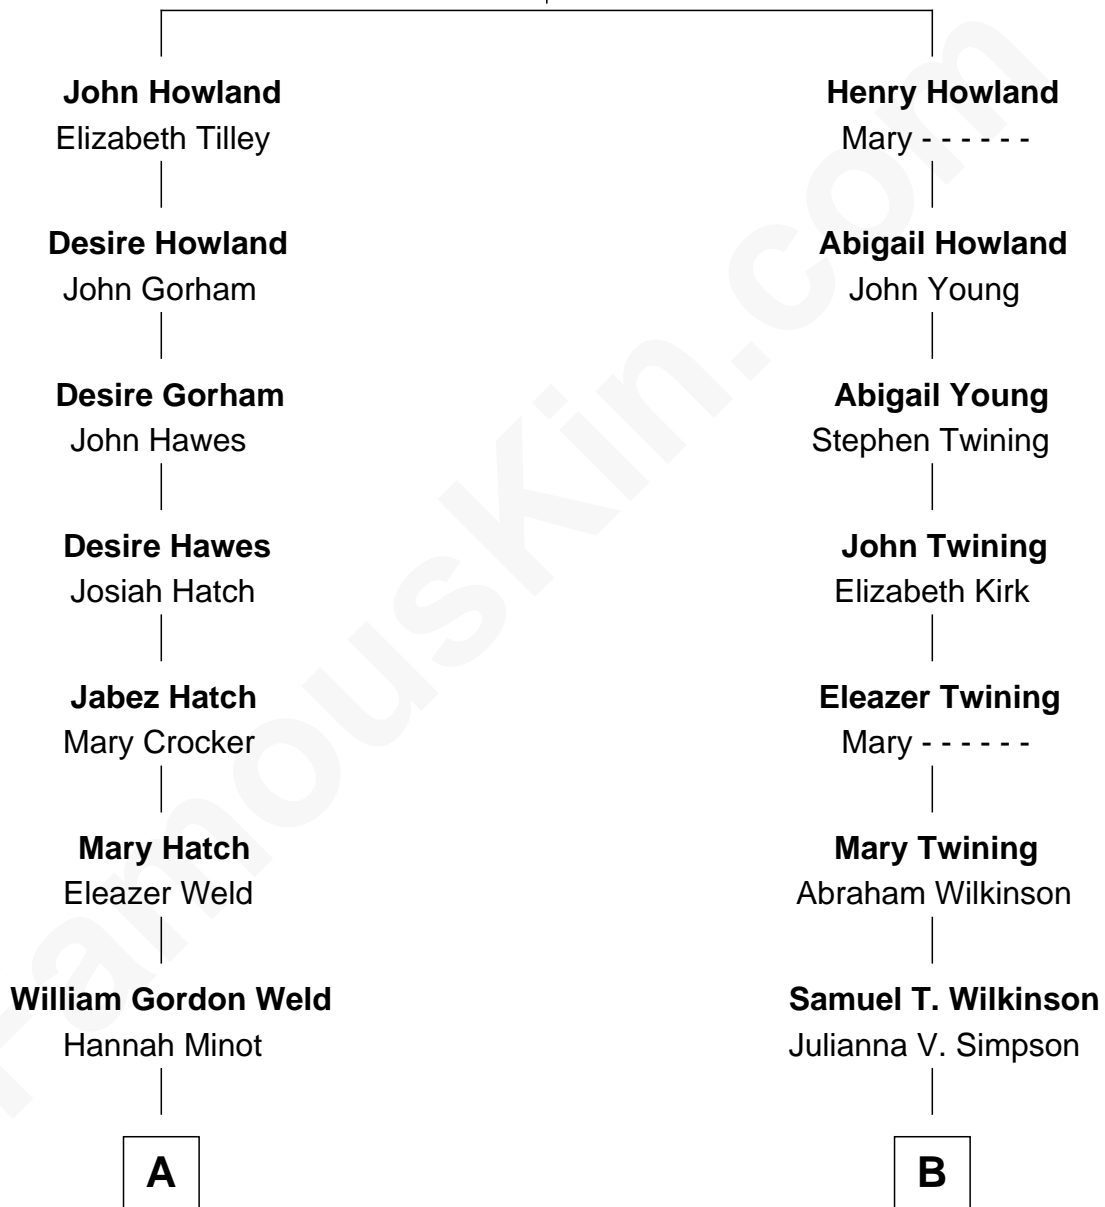 John Howland
Elizabeth Tilley
Henry Howland
Mary - - - - - -
Desire Howland
John Gorham
Abigail Howland
John Young
Desire Gorham
John Hawes
Abigail Young
Stephen Twining
Desire Hawes
Josiah Hatch
John Twining
Elizabeth Kirk
Jabez Hatch
Mary Crocker
Eleazer Twining
Mary - - - - - -
Mary Hatch
Eleazer Weld
Mary Twining
Abraham Wilkinson
William Gordon Weld
Hannah Minot
Samuel T. Wilkinson
Julianna V. Simpson
A
B
FamousKin.com